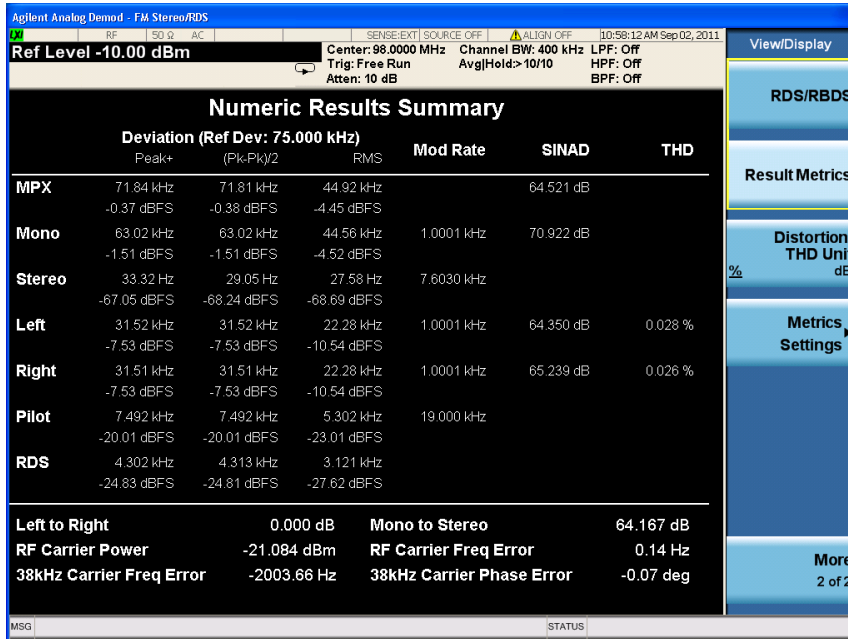 Agilent Analog Demod - FM Stereo/RDS
LXI RF 50 Ω AC SENSE:EXT SOURCE OFF ALIGN OFF 10:58:12 AM Sep 02, 2011
Ref Level -10.00 dBm
Center: 98.0000 MHz Channel BW: 400 kHz LPF: Off
Trig: Free Run Avg|Hold:>10/10 HPF: Off
Atten: 10 dB BPF: Off
Numeric Results Summary
Deviation (Ref Dev: 75.000 kHz)
Peak+ (Pk-Pk)/2 RMS Mod Rate SINAD THD
MPX 71.84 kHz 71.81 kHz 44.92 kHz 64.521 dB
-0.37 dBFS -0.38 dBFS -4.45 dBFS
Mono 63.02 kHz 63.02 kHz 44.56 kHz 1.0001 kHz 70.922 dB
-1.51 dBFS -1.51 dBFS -4.52 dBFS
Stereo 33.32 Hz 29.05 Hz 27.58 Hz 7.6030 kHz
-67.05 dBFS -68.24 dBFS -68.69 dBFS
Left 31.52 kHz 31.52 kHz 22.28 kHz 1.0001 kHz 64.350 dB 0.028 %
-7.53 dBFS -7.53 dBFS -10.54 dBFS
Right 31.51 kHz 31.51 kHz 22.28 kHz 1.0001 kHz 65.239 dB 0.026 %
-7.53 dBFS -7.53 dBFS -10.54 dBFS
Pilot 7.492 kHz 7.492 kHz 5.302 kHz 19.000 kHz
-20.01 dBFS -20.01 dBFS -23.01 dBFS
RDS 4.302 kHz 4.313 kHz 3.121 kHz
-24.83 dBFS -24.81 dBFS -27.62 dBFS
Left to Right 0.000 dB Mono to Stereo 64.167 dB
RF Carrier Power -21.084 dBm RF Carrier Freq Error 0.14 Hz
38kHz Carrier Freq Error -2003.66 Hz 38kHz Carrier Phase Error -0.07 deg
MSG STATUS
View/Display
RDS/RBDS
Result Metrics
Distortion
THD Uni
% dB
Metrics
Settings
More
2 of 2